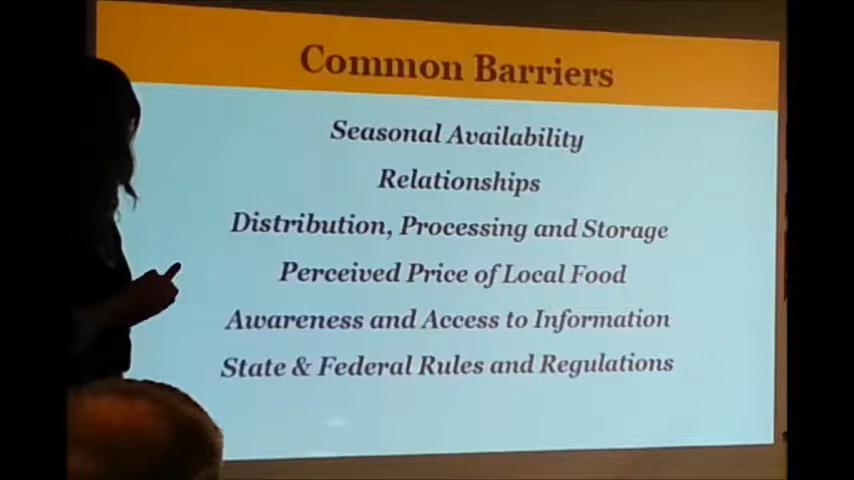 Common Barriers
Seasonal Availability
Relationships
Distribution, Processing and Storage
Perceived Price of Local Food
Awareness and Access to Information
State & Federal Rules and Regulations